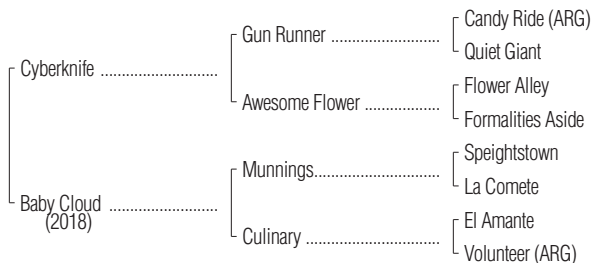 Candy Ride (ARG)
Gun Runner ........................
Quiet Giant
Cyberknife ..........................
Flower Alley
Awesome Flower .................
Formalities Aside
Speightstown
Munnings............................
La Comete
Baby Cloud ........................
(2018)
El Amante
Culinary .............................
Volunteer (ARG)